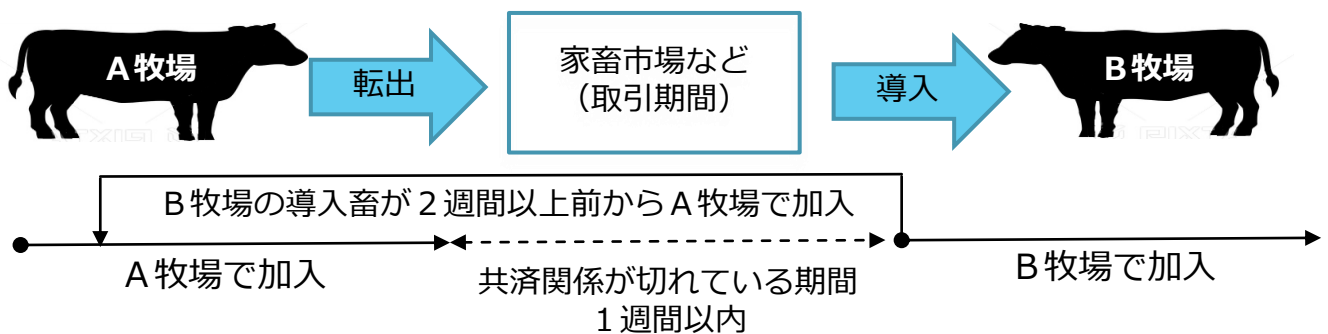 A牧場
転出
家畜市場など
（取引期間）
導入
B牧場
B牧場の導入畜が２週間以上前からA牧場で加入
A牧場で加入
共済関係が切れている期間
１週間以内
B牧場で加入